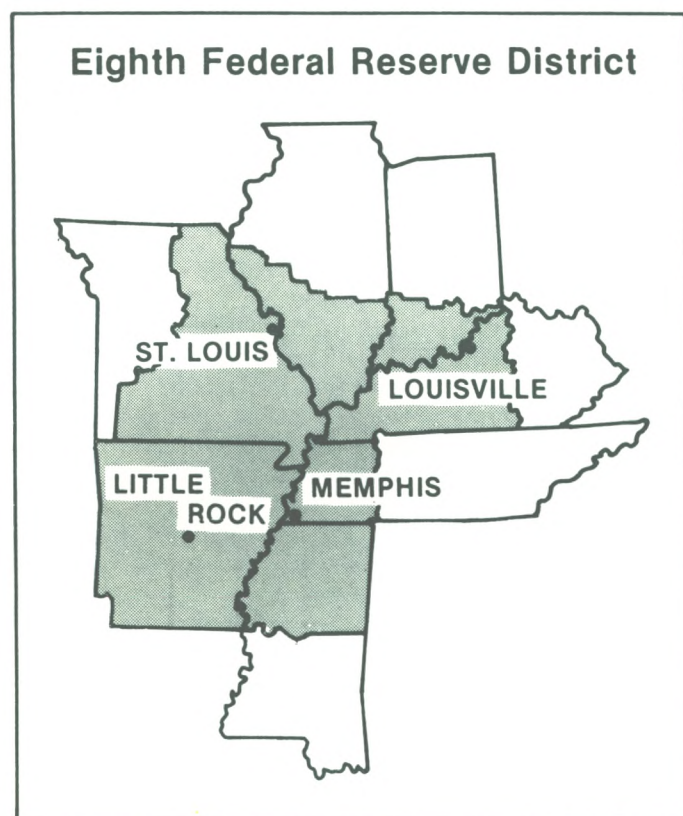 Eighth Federal Reserve District
ST. LOUIS
LOUISVILLE
LITTLE
ROCK
MEMPHIS